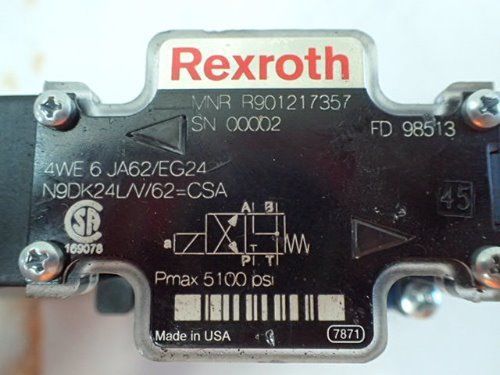 Rexroth
MNR R901217357
SN 00002
FD 98513
4WE 6 JA62/EG24
N9DK24L/V/62=CSA
45
SA
169078
A B
a
T
P T
Pmax 5100 psi
Made in USA
7871